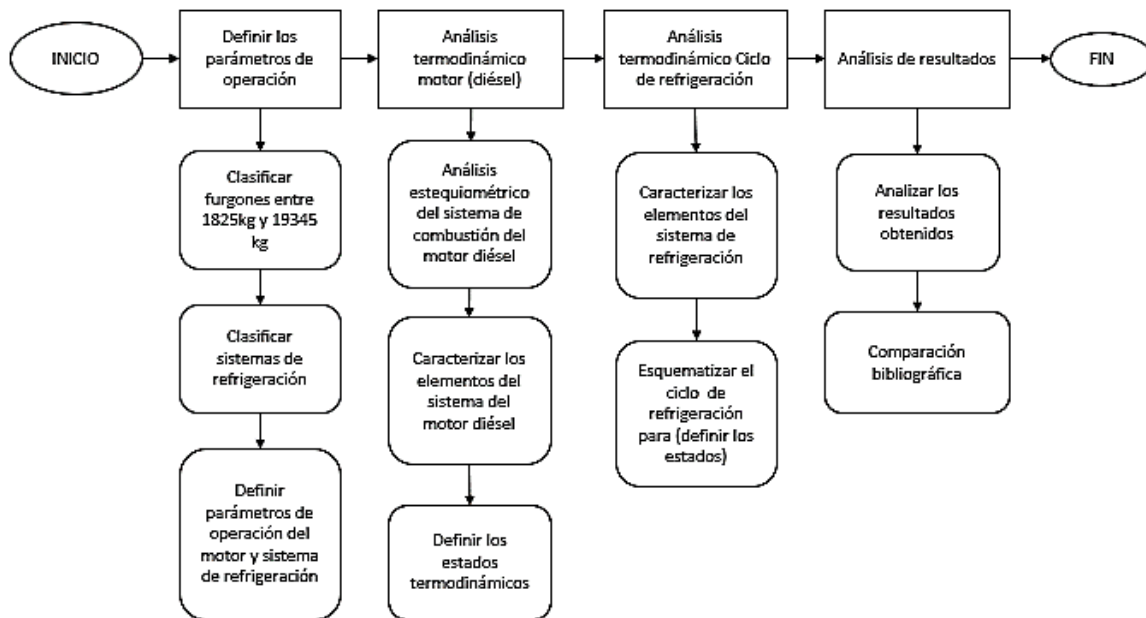 INICIO
Definir los
parámetros de
operación
Análisis
termodinámico
motor (diésel)
Análisis
termodinámico Ciclo
de refrigeración
Análisis de resultados
FIN
Clasificar
furgones entre
1825kg y 19345
kg
Clasificar
sistemas de
refrigeración
Definir
parámetros de
operación del
motor y sistema
de refrigeración
Análisis
estequiométrico
del sistema de
combustión del
motor diésel
Caracterizar los
elementos del
sistema del
motor diésel
Definir los
estados
termodinámicos
Caracterizar los
elementos del
sistema de
refrigeración
Esquematizar el
ciclo de
refrigeración
para (definir los
estados)
Analizar los
resultados
obtenidos
Comparación
bibliográfica